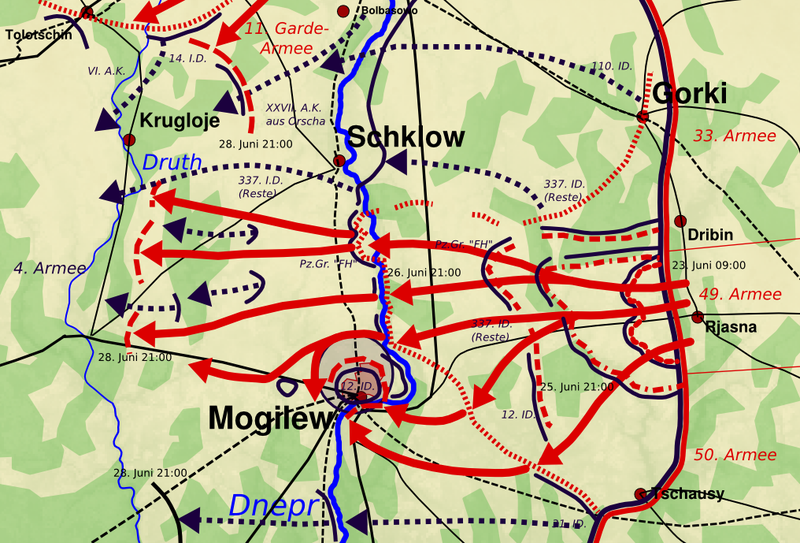 Bolbasowo
Tolotschin
11. Garde-
Armee
14. I.D.
VI. A.K.
110. ID.
Gorki
XXVII. A.K.
aus Orscha
Krugloje
28. Juni 21:00
Schklow
33. Armee
Druth
337. I.D.
(Reste)
337. ID.
(Reste)
Dribin
Pz.Gr. "FH"
4. Armee
Pz.Gr. "FH"
26. Juni 21:00
23. Juni 09:00
49. Armee
Rjasna
337. ID.
(Reste)
28. Juni 21:00
12. ID.
25. Juni 21:00
Mogilew
12. ID.
50. Armee
28. Juni 21:00
Tschausy
Dnepr
31. ID.